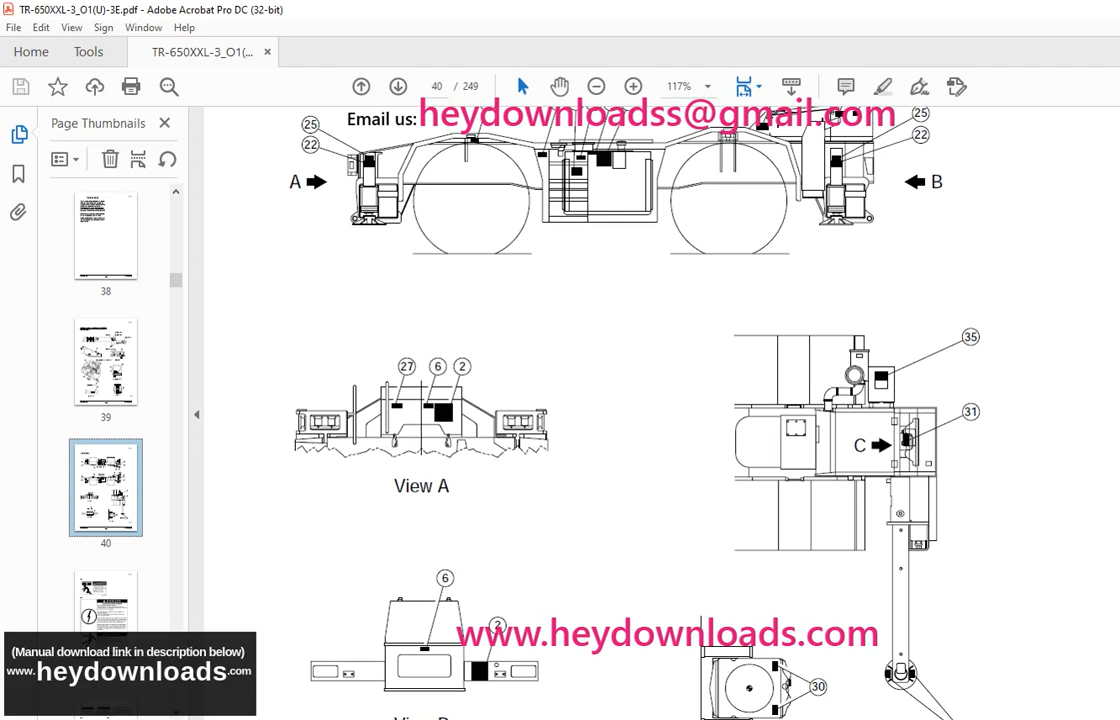 TR-650XXL-3_O1(U)-3E.pdf - Adobe Acrobat Pro DC (32-bit)
File Edit View Sign Window Help
Home Tools TR-650XXL-3_O1(... ×
40 / 249 117%
Page Thumbnails
38
39
40
Email us: heydownloadss@gmail.com
25 25
22 22
A B
35
27 6 2
31
C
View A
6
2
www.heydownloads.com
30
(Manual download link in description below)
www.heydownloads.com